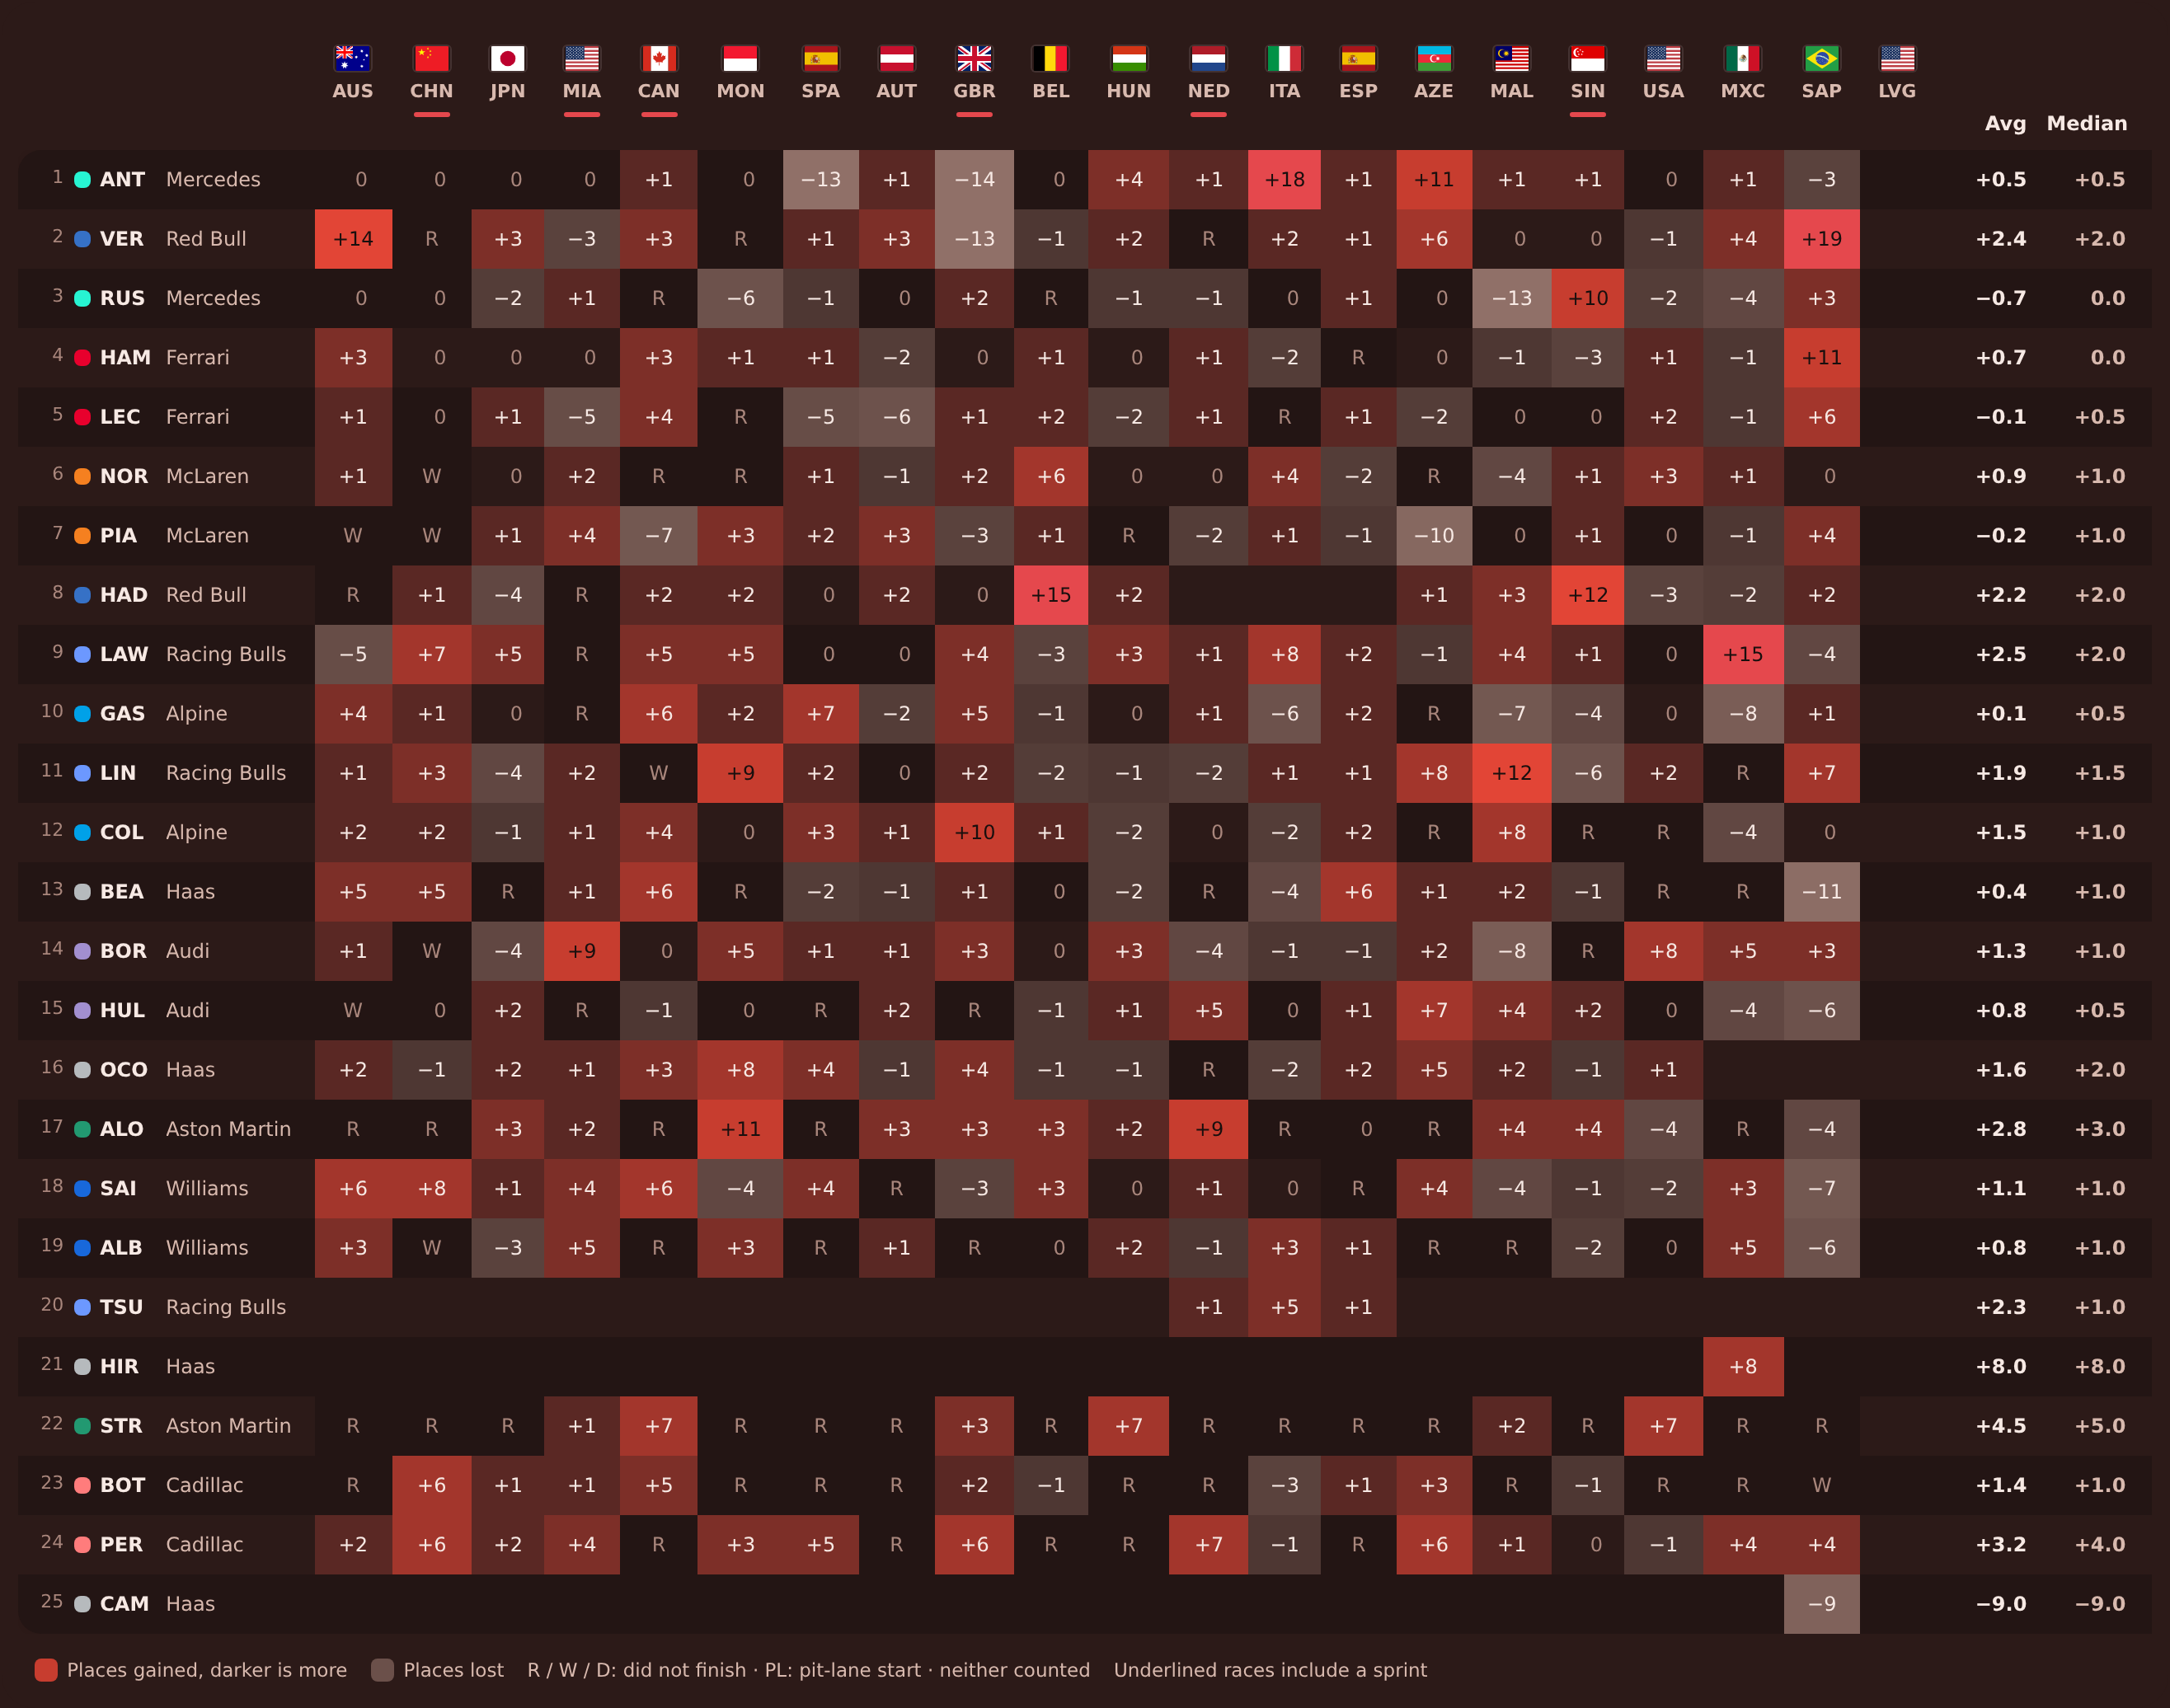 AUS CHN JPN MIA CAN MON SPA AUT GBR BEL HUN NED ITA ESP AZE MAL SIN USA MXC SAP LVG
Avg Median
1 ANT Mercedes 0 0 0 0 +1 0 −13 +1 −14 0 +4 +1 +18 +1 +11 +1 +1 0 +1 −3 +0.5 +0.5
2 VER Red Bull +14 R +3 −3 +3 R +1 +3 −13 −1 +2 R +2 +1 +6 0 0 −1 +4 +19 +2.4 +2.0
3 RUS Mercedes 0 0 −2 +1 R −6 −1 0 +2 R −1 −1 0 +1 0 −13 +10 −2 −4 +3 −0.7 0.0
4 HAM Ferrari +3 0 0 0 +3 +1 +1 −2 0 +1 0 +1 −2 R 0 −1 −3 +1 −1 +11 +0.7 0.0
5 LEC Ferrari +1 0 +1 −5 +4 R −5 −6 +1 +2 −2 +1 R +1 −2 0 0 +2 −1 +6 −0.1 +0.5
6 NOR McLaren +1 W 0 +2 R R +1 −1 +2 +6 0 0 +4 −2 R −4 +1 +3 +1 0 +0.9 +1.0
7 PIA McLaren W W +1 +4 −7 +3 +2 +3 −3 +1 R −2 +1 −1 −10 0 +1 0 −1 +4 −0.2 +1.0
8 HAD Red Bull R +1 −4 R +2 +2 0 +2 0 +15 +2 +1 +3 +12 −3 −2 +2 +2.2 +2.0
9 LAW Racing Bulls −5 +7 +5 R +5 +5 0 0 +4 −3 +3 +1 +8 +2 −1 +4 +1 0 +15 −4 +2.5 +2.0
10 GAS Alpine +4 +1 0 R +6 +2 +7 −2 +5 −1 0 +1 −6 +2 R −7 −4 0 −8 +1 +0.1 +0.5
11 LIN Racing Bulls +1 +3 −4 +2 W +9 +2 0 +2 −2 −1 −2 +1 +1 +8 +12 −6 +2 R +7 +1.9 +1.5
12 COL Alpine +2 +2 −1 +1 +4 0 +3 +1 +10 +1 −2 0 −2 +2 R +8 R R −4 0 +1.5 +1.0
13 BEA Haas +5 +5 R +1 +6 R −2 −1 +1 0 −2 R −4 +6 +1 +2 −1 R R −11 +0.4 +1.0
14 BOR Audi +1 W −4 +9 0 +5 +1 +1 +3 0 +3 −4 −1 −1 +2 −8 R +8 +5 +3 +1.3 +1.0
15 HUL Audi W 0 +2 R −1 0 R +2 R −1 +1 +5 0 +1 +7 +4 +2 0 −4 −6 +0.8 +0.5
16 OCO Haas +2 −1 +2 +1 +3 +8 +4 −1 +4 −1 −1 R −2 +2 +5 +2 −1 +1 +1.6 +2.0
17 ALO Aston Martin R R +3 +2 R +11 R +3 +3 +3 +2 +9 R 0 R +4 +4 −4 R −4 +2.8 +3.0
18 SAI Williams +6 +8 +1 +4 +6 −4 +4 R −3 +3 0 +1 0 R +4 −4 −1 −2 +3 −7 +1.1 +1.0
19 ALB Williams +3 W −3 +5 R +3 R +1 R 0 +2 −1 +3 +1 R R −2 0 +5 −6 +0.8 +1.0
20 TSU Racing Bulls +1 +5 +1 +2.3 +1.0
21 HIR Haas +8 +8.0 +8.0
22 STR Aston Martin R R R +1 +7 R R R +3 R +7 R R R R +2 R +7 R R +4.5 +5.0
23 BOT Cadillac R +6 +1 +1 +5 R R R +2 −1 R R −3 +1 +3 R −1 R R W +1.4 +1.0
24 PER Cadillac +2 +6 +2 +4 R +3 +5 R +6 R R +7 −1 R +6 +1 0 −1 +4 +4 +3.2 +4.0
25 CAM Haas −9 −9.0 −9.0
Places gained, darker is more Places lost R / W / D: did not finish · PL: pit-lane start · neither counted Underlined races include a sprint